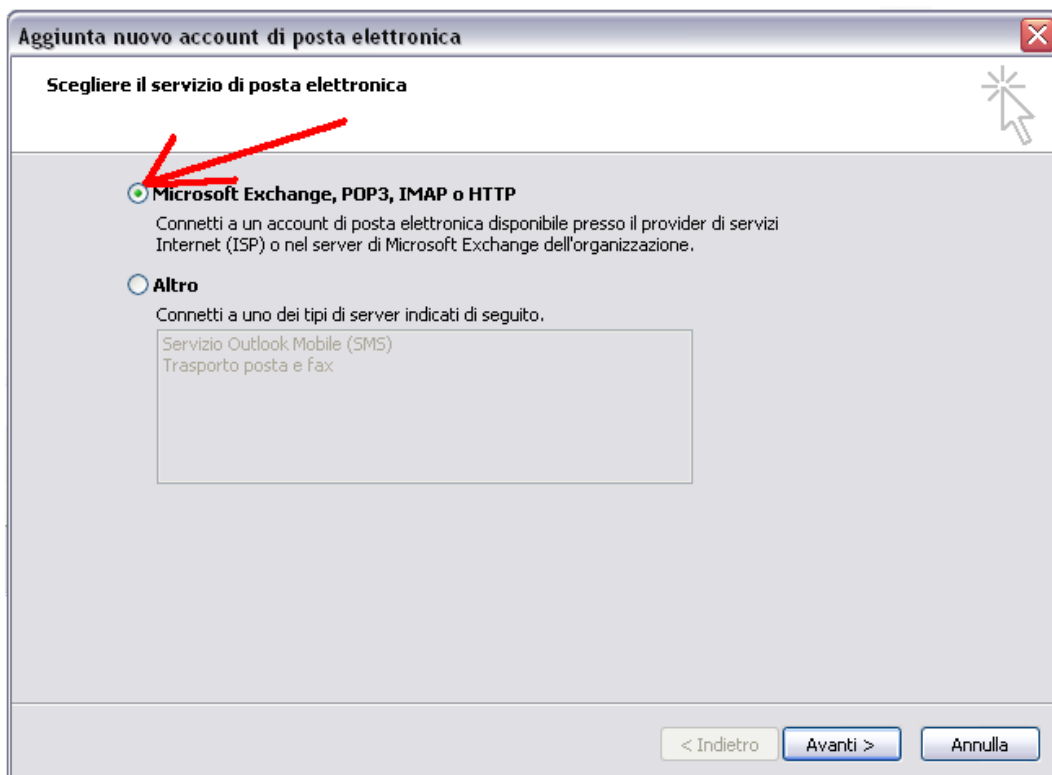 Aggiunta nuovo account di posta elettronica
Scegliere il servizio di posta elettronica
Microsoft Exchange, POP3, IMAP o HTTP
Connetti a un account di posta elettronica disponibile presso il provider di servizi
Internet (ISP) o nel server di Microsoft Exchange dell'organizzazione.
Altro
Connetti a uno dei tipi di server indicati di seguito.
Servizio Outlook Mobile (SMS)
Trasporto posta e fax
< Indietro
Avanti >
Annulla